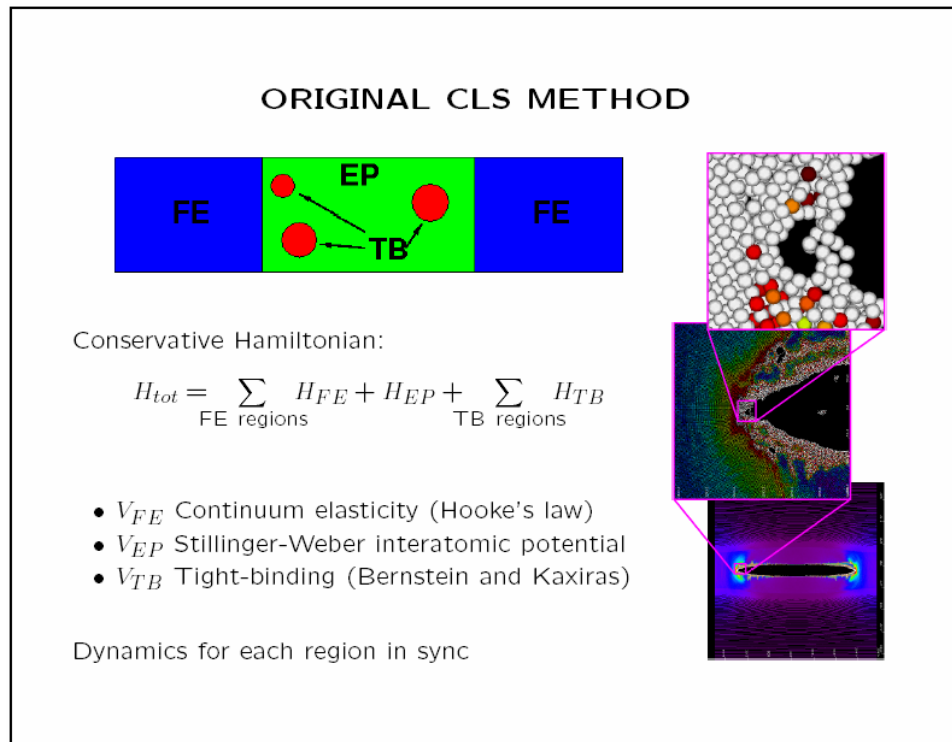 ORIGINAL CLS METHOD
EP
FE
FE
TB
Conservative Hamiltonian:
H_{tot} = \sum_{FE regions} H_{FE} + H_{EP} + \sum_{TB regions} H_{TB}
• V_{FE} Continuum elasticity (Hooke's law)
• V_{EP} Stillinger-Weber interatomic potential
• V_{TB} Tight-binding (Bernstein and Kaxiras)
Dynamics for each region in sync